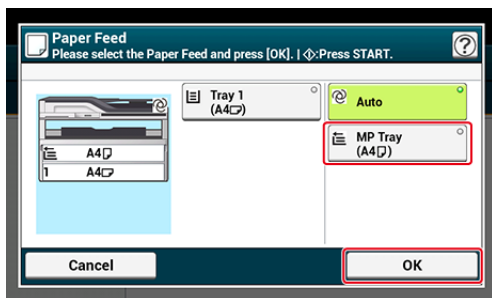 Paper Feed
Please select the Paper Feed and press [OK]. | :Press START.
?
Tray 1
(A4)
Auto
MP Tray
(A4)
A4
1 A4
Cancel
OK